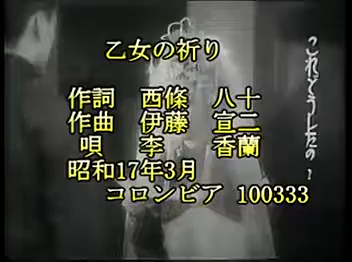 乙女の祈り
作詞 西條 八十
作曲 伊藤 宣二
唄 李 香蘭
昭和17年3月
コロンビア 100333
これどうしたの~